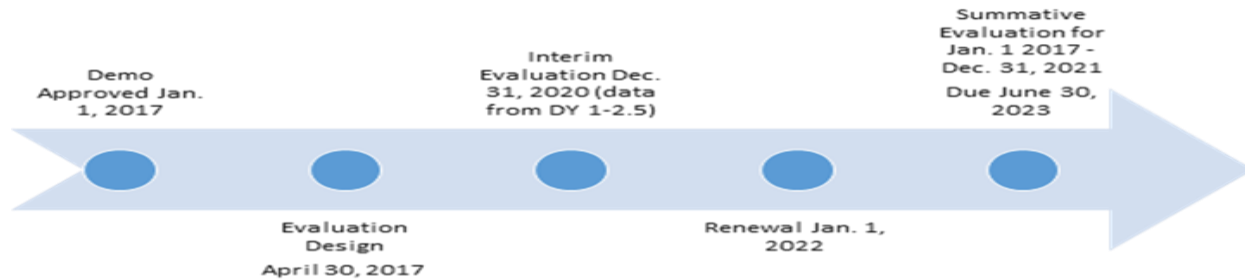 Demo
Approved Jan.
1, 2017
Evaluation
Design
April 30, 2017
Interim
Evaluation Dec.
31, 2020 (data
from DY 1-2.5)
Renewal Jan. 1,
2022
Summative
Evaluation for
Jan. 1 2017 -
Dec. 31, 2021
Due June 30,
2023